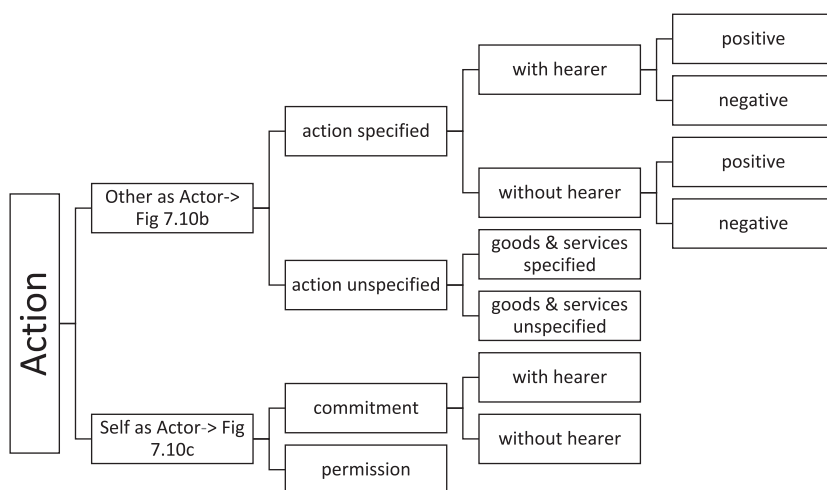 Action
Other as Actor->
Fig 7.10b
action specified
with hearer
positive
negative
without hearer
positive
negative
action unspecified
goods & services
specified
goods & services
unspecified
Self as Actor-> Fig
7.10c
commitment
with hearer
without hearer
permission